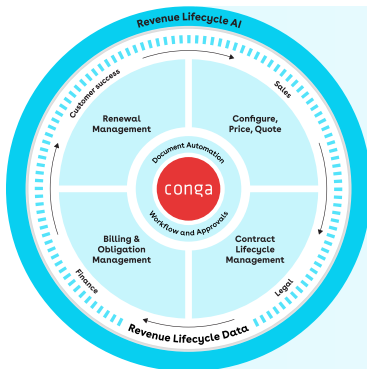 Revenue Lifecycle AI
Customer success
Sales
Renewal
Management
Configure,
Price, Quote
Document Automation
conga
Workflow and Approvals
Billing &
Obligation
Management
Contract
Lifecycle
Management
Finance
Legal
Revenue Lifecycle Data